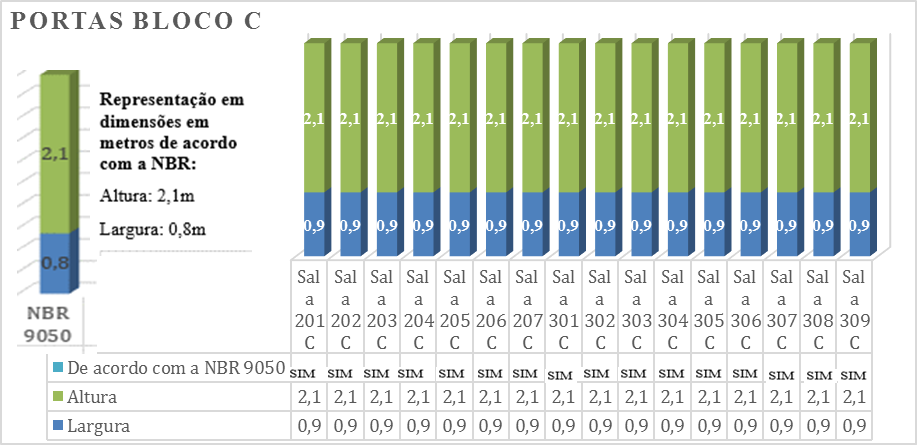 PORTAS BLOCO C
Representação em
dimensões em
metros de acordo
com a NBR:
Altura: 2,1m
Largura: 0,8m
2,1
0,8
NBR
9050
2,1 2,1 2,1 2,1 2,1 2,1 2,1 2,1 2,1 2,1 2,1 2,1 2,1 2,1 2,1 2,1
0,9 0,9 0,9 0,9 0,9 0,9 0,9 0,9 0,9 0,9 0,9 0,9 0,9 0,9 0,9 0,9
Sal Sal Sal Sal Sal Sal Sal Sal Sal Sal Sal Sal Sal Sal Sal Sal
a a a a a a a a a a a a a a a a
201 202 203 204 205 206 207 301 302 303 304 305 306 307 308 309
C C C C C C C C C C C C C C C C
De acordo com a NBR 9050 SIM SIM SIM SIM SIM SIM SIM SIM SIM SIM SIM SIM SIM SIM SIM SIM
Altura 2,1 2,1 2,1 2,1 2,1 2,1 2,1 2,1 2,1 2,1 2,1 2,1 2,1 2,1 2,1 2,1
Largura 0,9 0,9 0,9 0,9 0,9 0,9 0,9 0,9 0,9 0,9 0,9 0,9 0,9 0,9 0,9 0,9